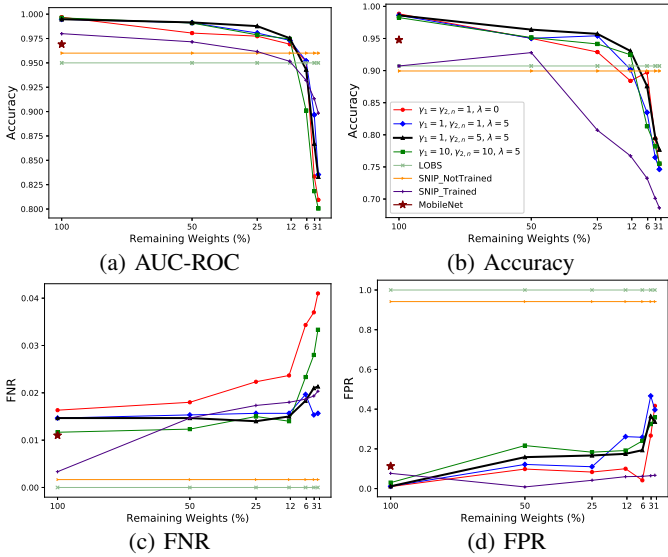 1.000
0.975
0.950
0.925
0.900
0.875
0.850
0.825
0.800
Accuracy
100
50
25
12
6
3
1
Remaining Weights (%)
(a) AUC-ROC
1.00
0.95
0.90
0.85
0.80
0.75
0.70
Accuracy
γ₁ = γ₂,ₙ = 1, λ = 0
γ₁ = 1, γ₂,ₙ = 1, λ = 5
γ₁ = 1, γ₂,ₙ = 5, λ = 5
γ₁ = 10, γ₂,ₙ = 10, λ = 5
LOBS
SNIP_NotTrained
SNIP_Trained
MobileNet
100
50
25
12
6
3
1
Remaining Weights (%)
(b) Accuracy
0.04
0.03
0.02
0.01
0.00
FNR
100
50
25
12
6
3
1
Remaining Weights (%)
(c) FNR
1.0
0.8
0.6
0.4
0.2
0.0
FPR
100
50
25
12
6
3
1
Remaining Weights (%)
(d) FPR